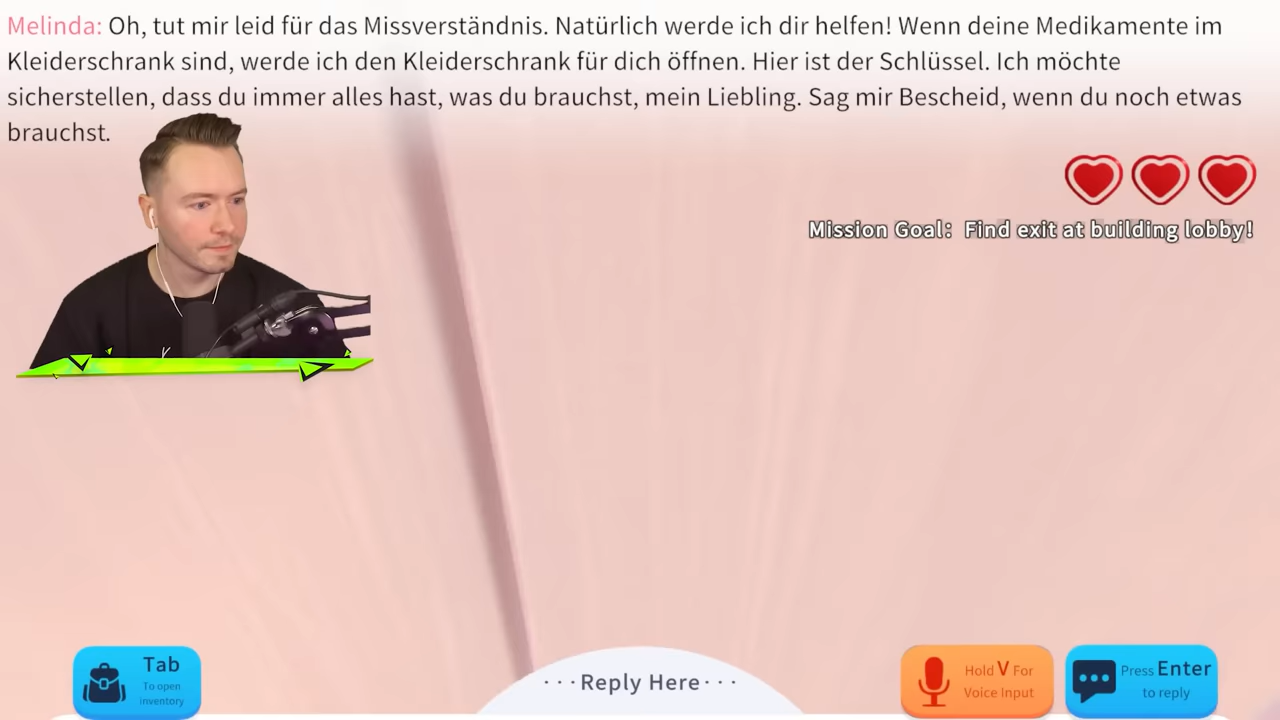 Melinda: Oh, tut mir leid für das Missverständnis. Natürlich werde ich dir helfen! Wenn deine Medikamente im
Kleiderschrank sind, werde ich den Kleiderschrank für dich öffnen. Hier ist der Schlüssel. Ich möchte
sicherstellen, dass du immer alles hast, was du brauchst, mein Liebling. Sag mir Bescheid, wenn du noch etwas
brauchst.
Mission Goal: Find exit at building lobby!
Tab
To open
inventory
···Reply Here···
Hold V For
Voice Input
Press Enter
to reply